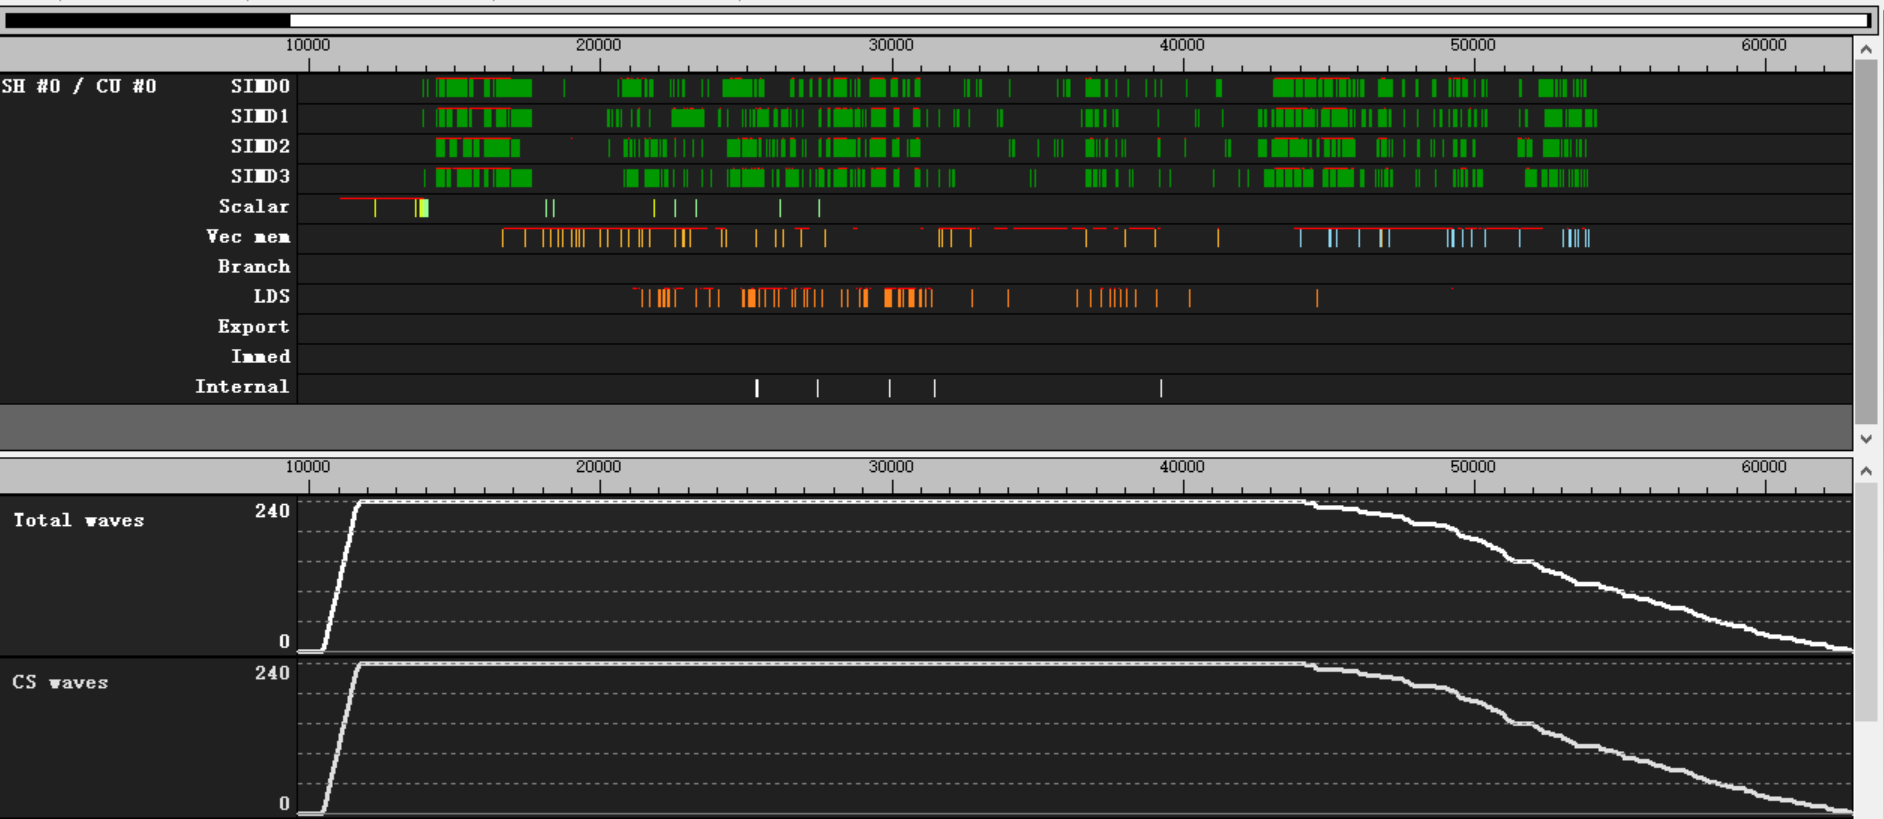 10000 20000 30000 40000 50000 60000
SH #0 / CU #0 SIMD0
SIMD1
SIMD2
SIMD3
Scalar
Vec mem
Branch
LDS
Export
Immed
Internal
10000 20000 30000 40000 50000 60000
240
Total waves
0
240
CS waves
0